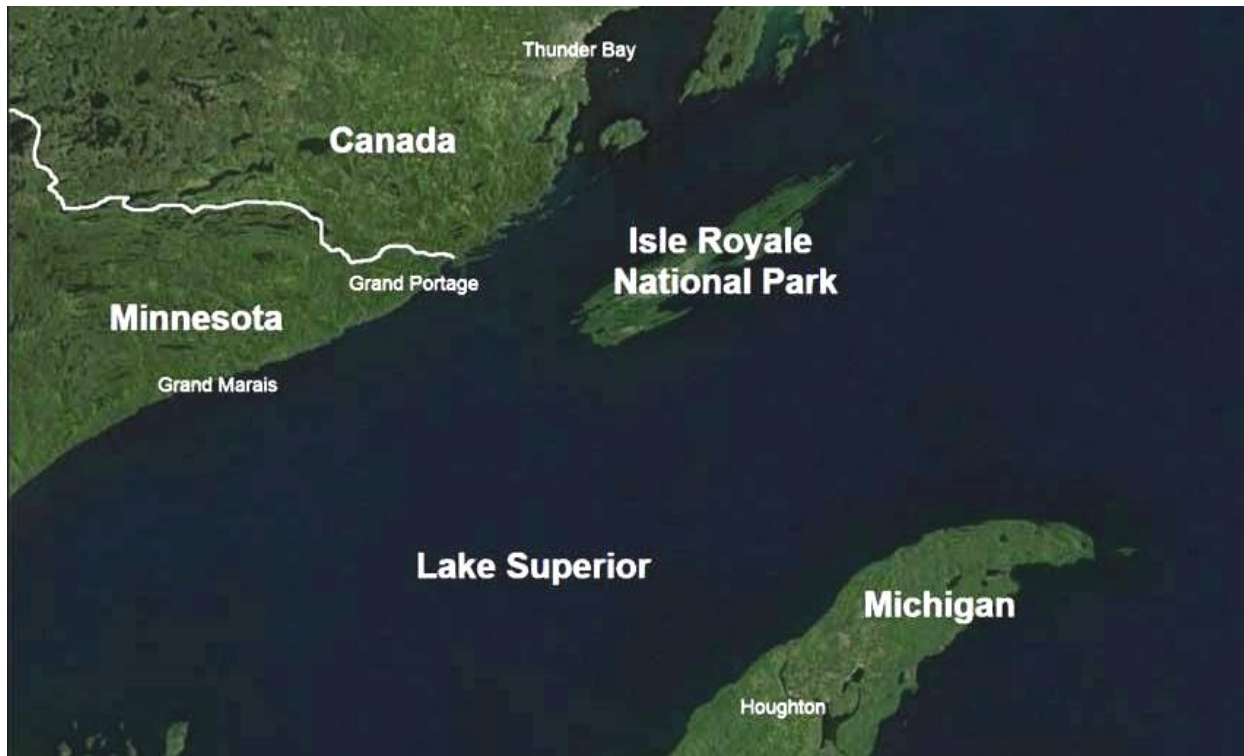 Thunder Bay
Canada
Isle Royale
National Park
Grand Portage
Minnesota
Grand Marais
Lake Superior
Michigan
Houghton